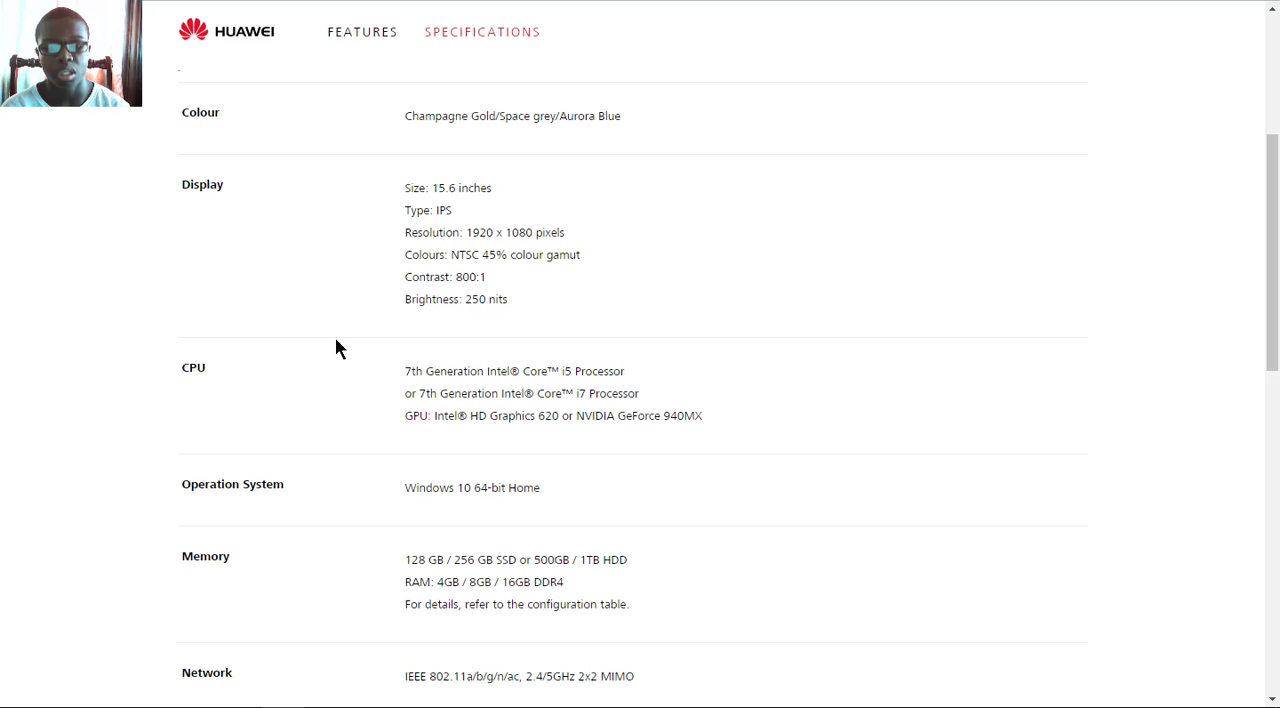 HUAWEI FEATURES SPECIFICATIONS
Colour Champagne Gold/Space grey/Aurora Blue
Display Size: 15.6 inches
Type: IPS
Resolution: 1920 x 1080 pixels
Colours: NTSC 45% colour gamut
Contrast: 800:1
Brightness: 250 nits
CPU 7th Generation Intel® Core™ i5 Processor
or 7th Generation Intel® Core™ i7 Processor
GPU: Intel® HD Graphics 620 or NVIDIA GeForce 940MX
Operation System Windows 10 64-bit Home
Memory 128 GB / 256 GB SSD or 500GB / 1TB HDD
RAM: 4GB / 8GB / 16GB DDR4
For details, refer to the configuration table.
Network IEEE 802.11a/b/g/n/ac, 2.4/5GHz 2x2 MIMO